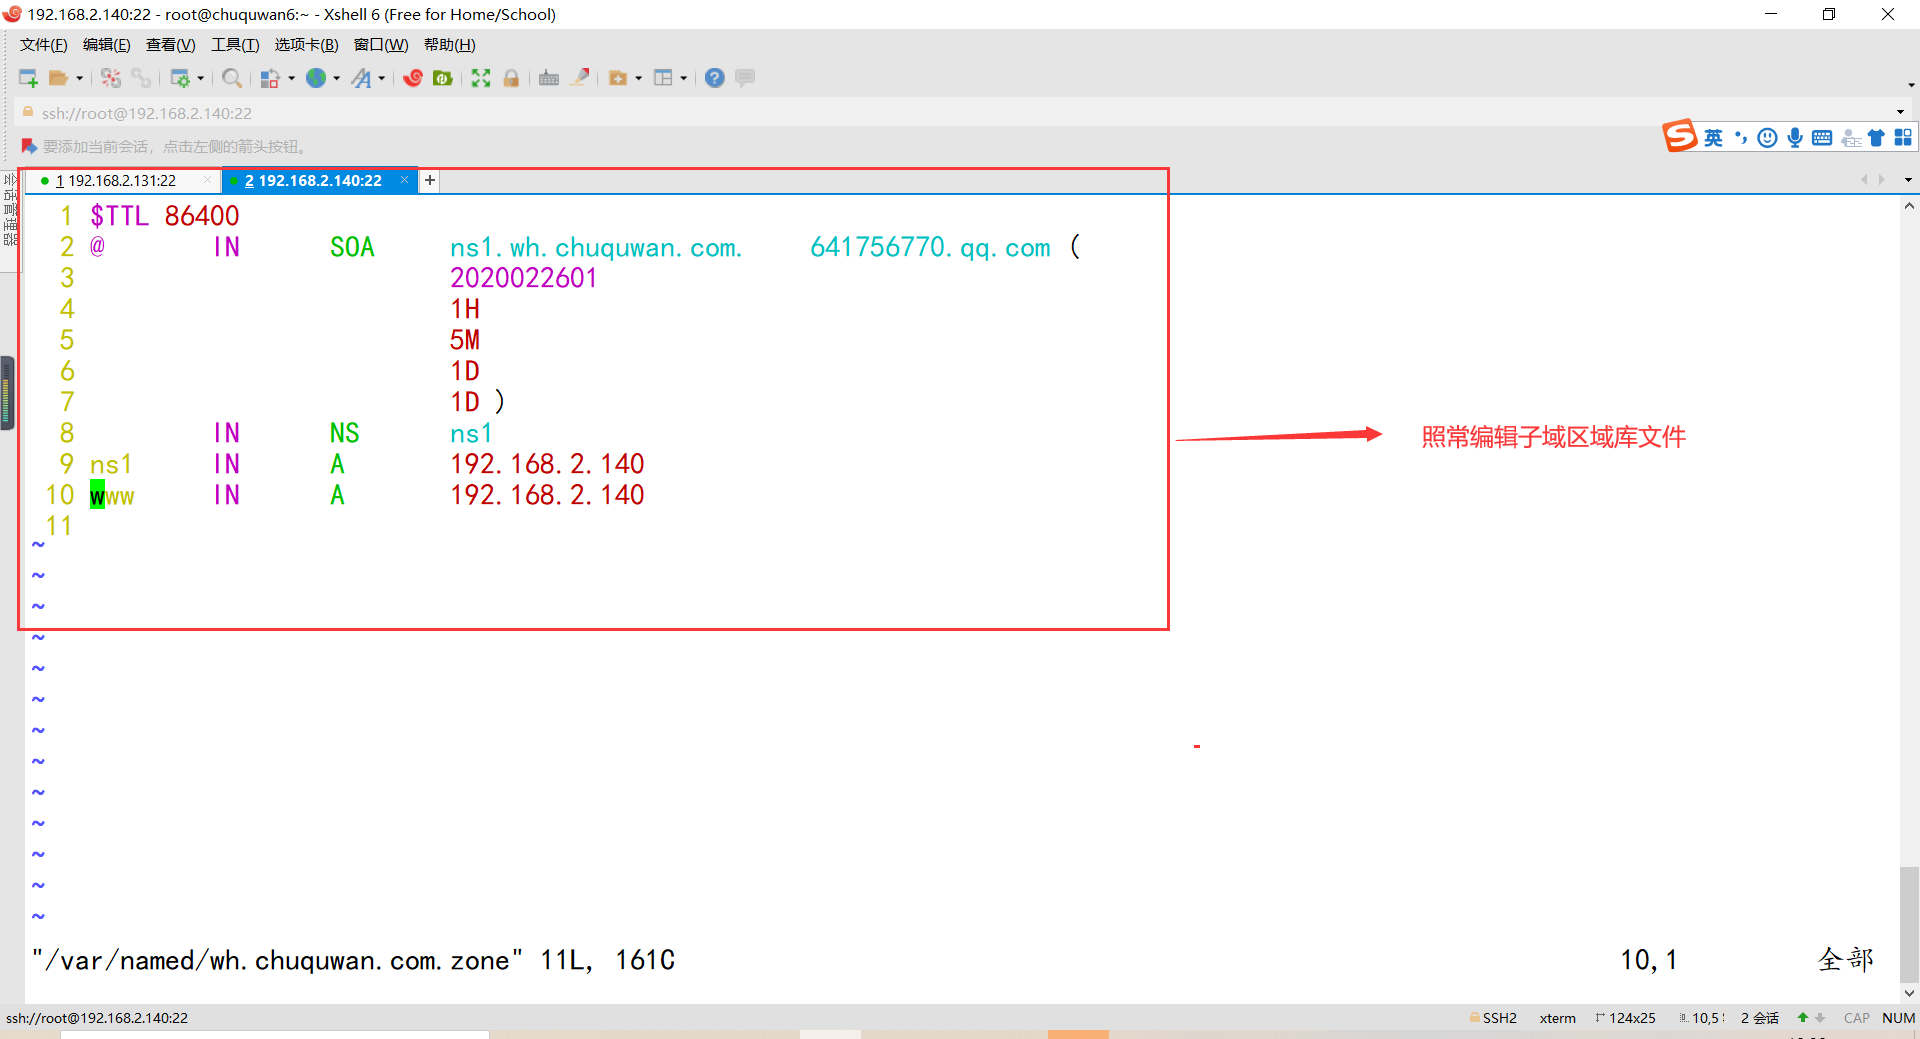 192.168.2.140:22 - root@chuquwan6:~ - Xshell 6 (Free for Home/School)
文件(F) 编辑(E) 查看(V) 工具(T) 选项卡(B) 窗口(W) 帮助(H)
ssh://root@192.168.2.140:22
要添加当前会话，点击左侧的箭头按钮。
英
会话管理器
1 192.168.2.131:22 × 2 192.168.2.140:22 × +
1 $TTL 86400
2 @ IN SOA ns1.wh.chuquwan.com. 641756770.qq.com (
3 2020022601
4 1H
5 5M
6 1D
7 1D )
8 IN NS ns1
9 ns1 IN A 192.168.2.140
10 www IN A 192.168.2.140
11
~
~
~
~
~
~
~
~
~
~
~
~
~
照常编辑子域区域库文件
"/var/named/wh.chuquwan.com.zone" 11L, 161C 10,1 全部
ssh://root@192.168.2.140:22 SSH2 xterm 124x25 10,5 2 会话 CAP NUM